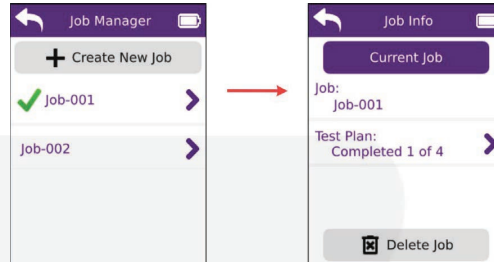 Job Manager
Create New Job
Job-001
Job-002
Job Info
Current Job
Job:
Job-001
Test Plan:
Completed 1 of 4
Delete Job